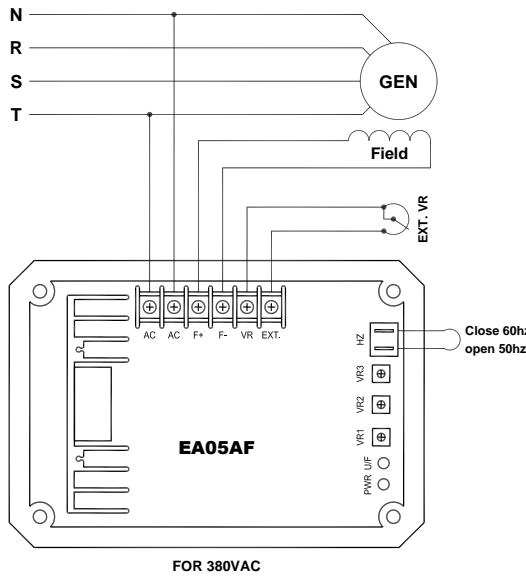 N
R
S
T
GEN
Field
EXT. VR
AC AC F+ F- VR EXT.
HZ
Close 60hz
open 50hz
VR3
VR2
VR1
U/F
PWR
EA05AF
FOR 380VAC